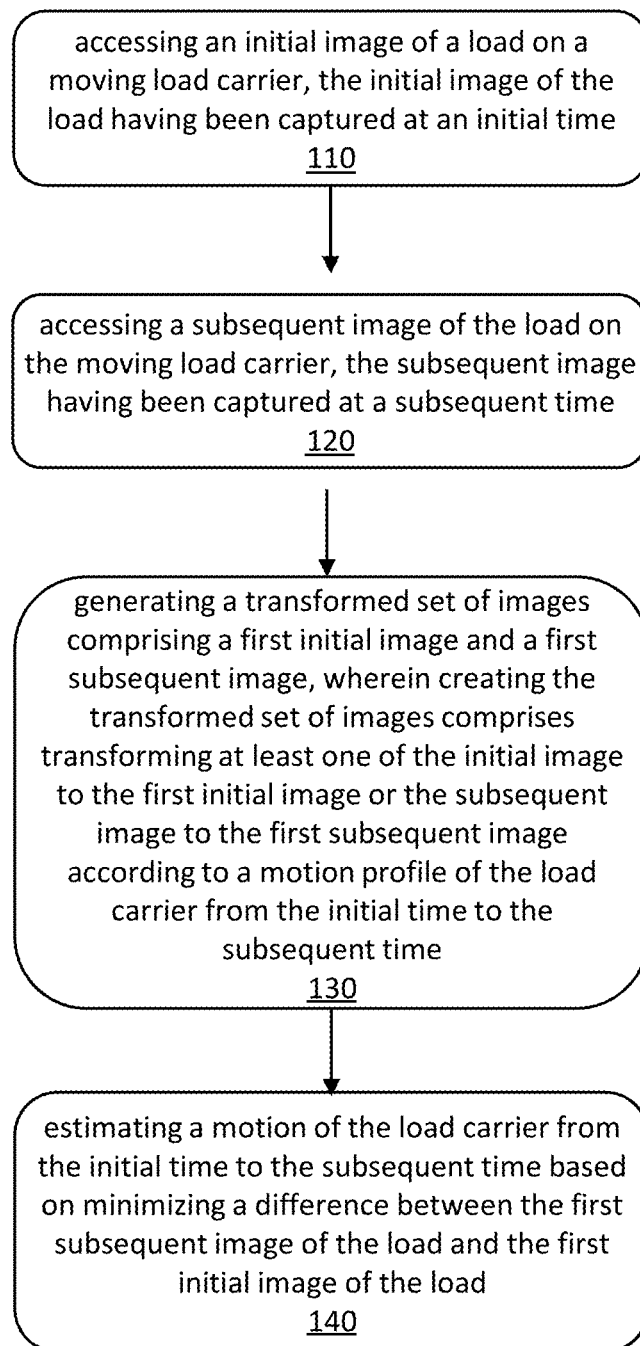 accessing an initial image of a load on a
moving load carrier, the initial image of the
load having been captured at an initial time
110
accessing a subsequent image of the load on
the moving load carrier, the subsequent image
having been captured at a subsequent time
120
generating a transformed set of images
comprising a first initial image and a first
subsequent image, wherein creating the
transformed set of images comprises
transforming at least one of the initial image
to the first initial image or the subsequent
image to the first subsequent image
according to a motion profile of the load
carrier from the initial time to the
subsequent time
130
estimating a motion of the load carrier from
the initial time to the subsequent time based
on minimizing a difference between the first
subsequent image of the load and the first
initial image of the load
140